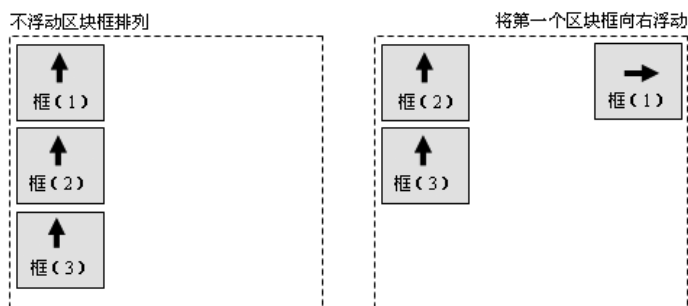 不浮动区块框排列
框(1)
框(2)
框(3)
将第一个区块框向右浮动
框(2)
框(1)
框(3)